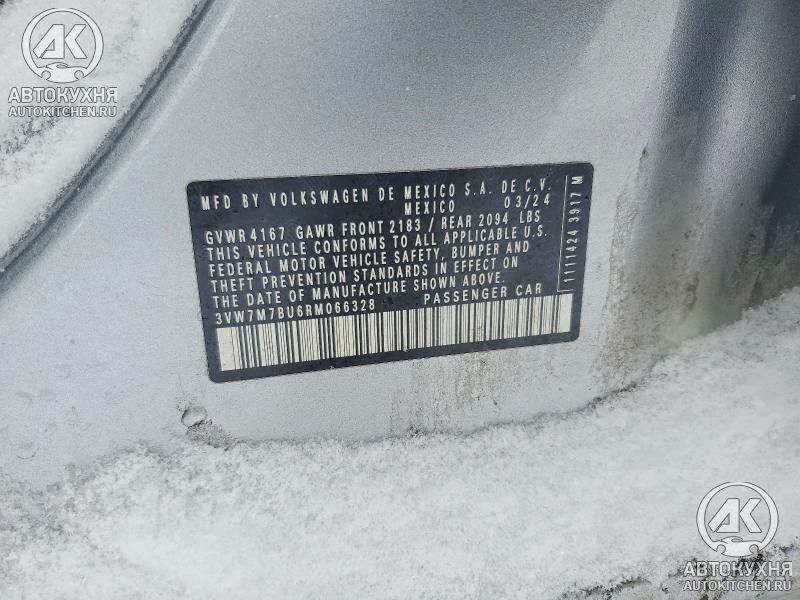 АК
АВТОКУХНЯ
AUTOKITCHEN.RU
MFD BY VOLKSWAGEN DE MEXICO S.A. DE C.V.
MEXICO 03/24
GVWR 4167 GAWR FRONT 2183 / REAR 2094 LBS
THIS VEHICLE CONFORMS TO ALL APPLICABLE U.S.
FEDERAL MOTOR VEHICLE SAFETY, BUMPER AND
THEFT PREVENTION STANDARDS IN EFFECT ON
THE DATE OF MANUFACTURE SHOWN ABOVE.
3VW7M7BU6RM066328 PASSENGER CAR
1111424 3917 M
АК
АВТОКУХНЯ
AUTOKITCHEN.RU